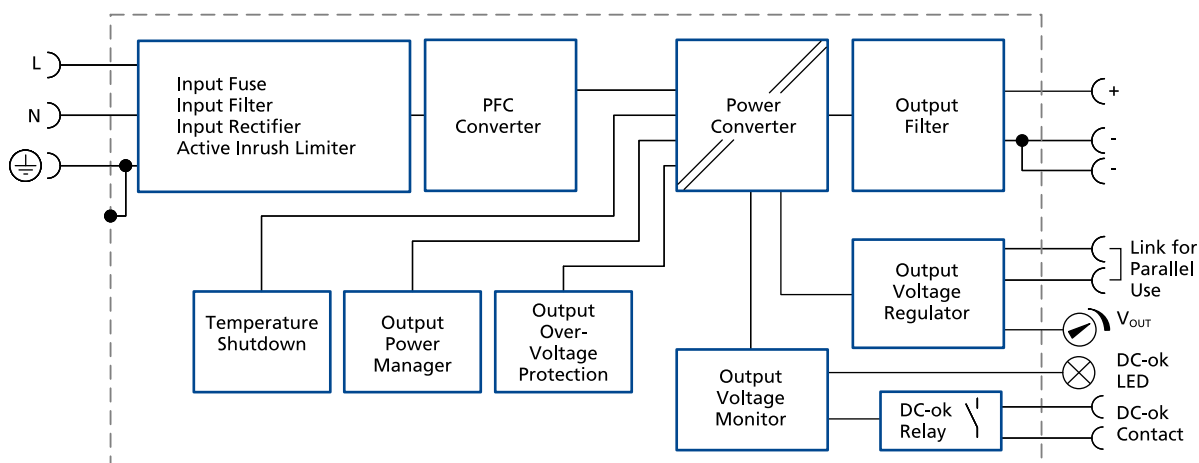 L
N
Input Fuse
Input Filter
Input Rectifier
Active Inrush Limiter
PFC
Converter
Power
Converter
Output
Filter
+
-
-
Temperature
Shutdown
Output
Power
Manager
Output
Over-
Voltage
Protection
Output
Voltage
Regulator
Link for
Parallel
Use
VOUT
Output
Voltage
Monitor
DC-ok
LED
DC-ok
Relay
DC-ok
Contact